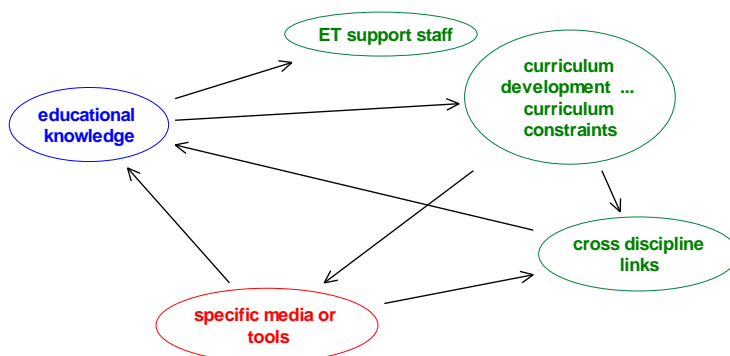 ET support staff
curriculum
development ...
curriculum
constraints
educational
knowledge
cross discipline
links
specific media or
tools